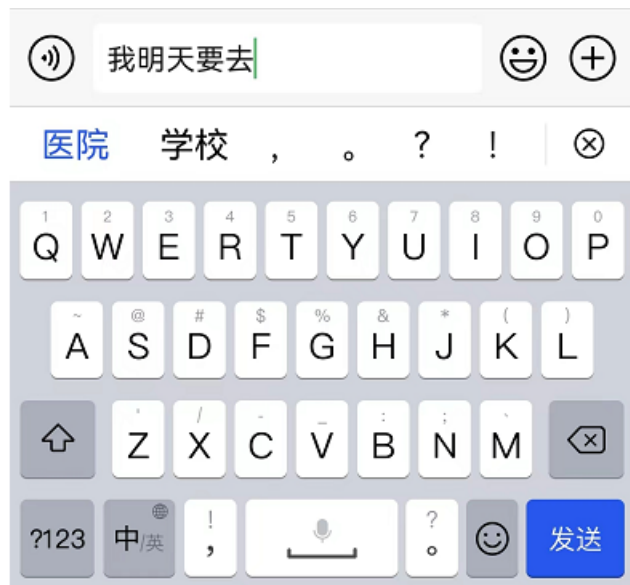 我明天要去
医院 学校 , 。 ? !
1 2 3 4 5 6 7 8 9 0
Q W E R T Y U I O P
~ @ # $ % & * ( )
A S D F G H J K L
' / - _ : ; 、
Z X C V B N M
! ?
?123 中/英 , 。 发送